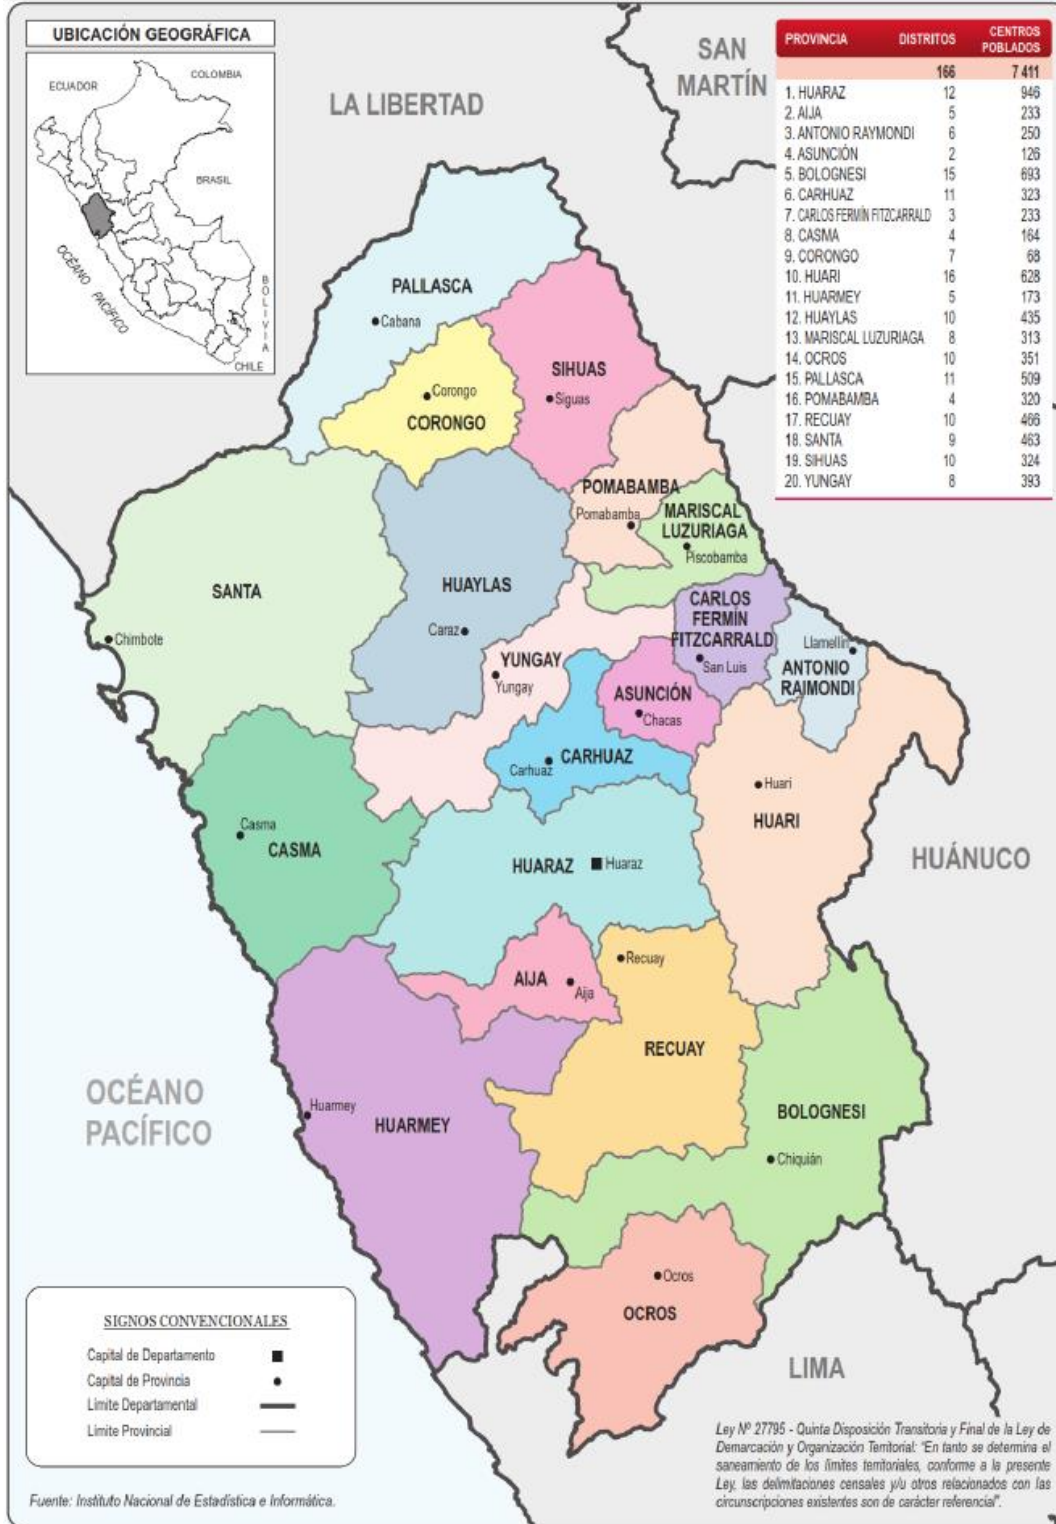 UBICACIÓN GEOGRÁFICA
ECUADOR
COLOMBIA
BRASIL
OCÉANO PACÍFICO
BOLIVIA
CHILE
LA LIBERTAD
SAN
MARTÍN
PROVINCIA DISTRITOS CENTROS POBLADOS
166 7 411
1. HUARAZ 12 946
2. AIJA 5 233
3. ANTONIO RAYMONDI 6 250
4. ASUNCIÓN 2 126
5. BOLOGNESI 15 693
6. CARHUAZ 11 323
7. CARLOS FERMÍN FITZCARRALD 3 233
8. CASMA 4 164
9. CORONGO 7 68
10. HUARI 16 628
11. HUARMEY 5 173
12. HUAYLAS 10 435
13. MARISCAL LUZURIAGA 8 313
14. OCROS 10 351
15. PALLASCA 11 509
16. POMABAMBA 4 320
17. RECUAY 10 466
18. SANTA 9 463
19. SIHUAS 10 324
20. YUNGAY 8 393
PALLASCA
Cabana
SIHUAS
Siguas
Corongo
CORONGO
POMABAMBA
Pomabamba
MARISCAL
LUZURIAGA
Piscobamba
SANTA
Chimbote
HUAYLAS
Caraz
CARLOS
FERMÍN
FITZCARRALD
San Luis
Llamellín
ANTONIO
RAIMONDI
YUNGAY
Yungay
ASUNCIÓN
Chacas
CARHUAZ
Carhuaz
Huari
HUARI
Casma
CASMA
HUARAZ
Huaraz
HUÁNUCO
AIJA
Aija
Recuay
RECUAY
OCÉANO
PACÍFICO
Huarmey
HUARMEY
BOLOGNESI
Chiquián
Ocros
OCROS
LIMA
SIGNOS CONVENCIONALES
Capital de Departamento
Capital de Provincia
Límite Departamental
Límite Provincial
Fuente: Instituto Nacional de Estadística e Informática.
Ley Nº 27795 - Quinta Disposición Transitoria y Final de la Ley de
Demarcación y Organización Territorial: "En tanto se determina el
saneamiento de los límites territoriales, conforme a la presente
Ley, las delimitaciones censales y/u otros relacionados con las
circunscripciones existentes son de carácter referencial".